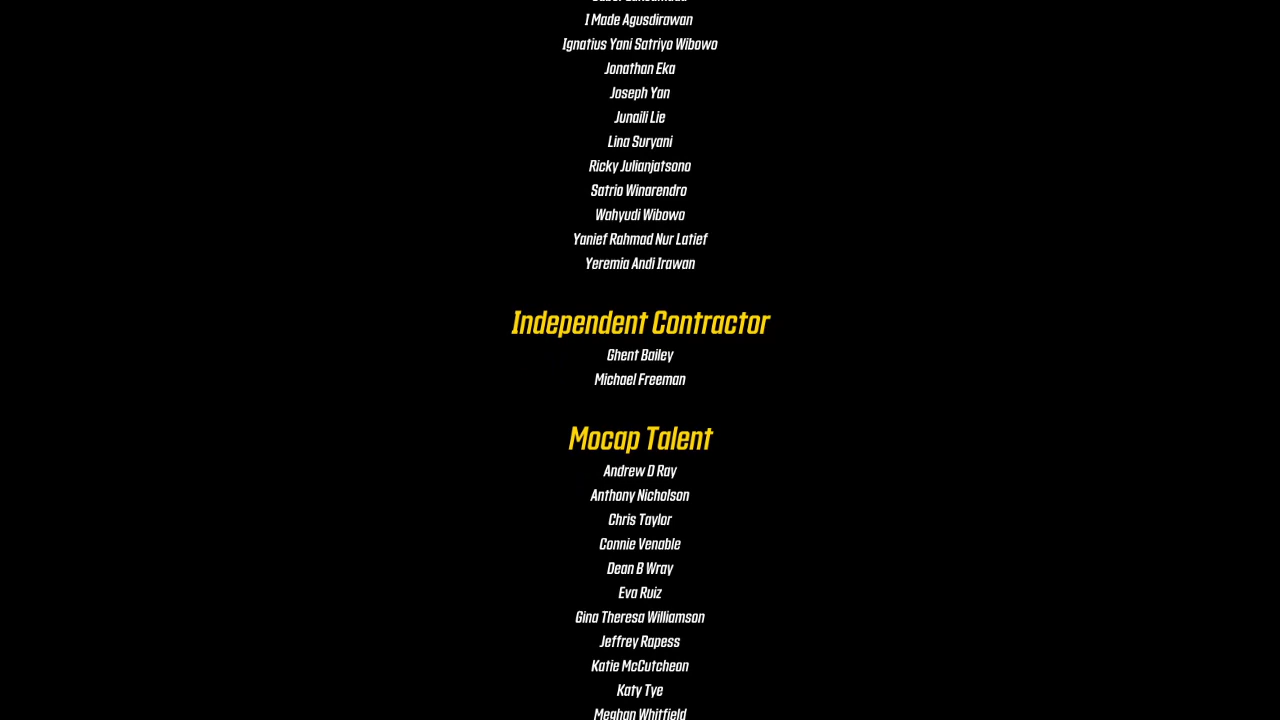 I Made Agusdirawan
Ignatius Yani Satriyo Wibowo
Jonathan Eka
Joseph Yan
Junaili Lie
Lina Suryani
Ricky Julianjatsono
Satrio Winarendro
Wahyudi Wibowo
Yanief Rahmad Nur Latief
Yeremia Andi Irawan
Independent Contractor
Ghent Bailey
Michael Freeman
Mocap Talent
Andrew D Ray
Anthony Nicholson
Chris Taylor
Connie Venable
Dean B Wray
Eva Ruiz
Gina Theresa Williamson
Jeffrey Rapess
Katie McCutcheon
Katy Tye
Meghan Whitfield